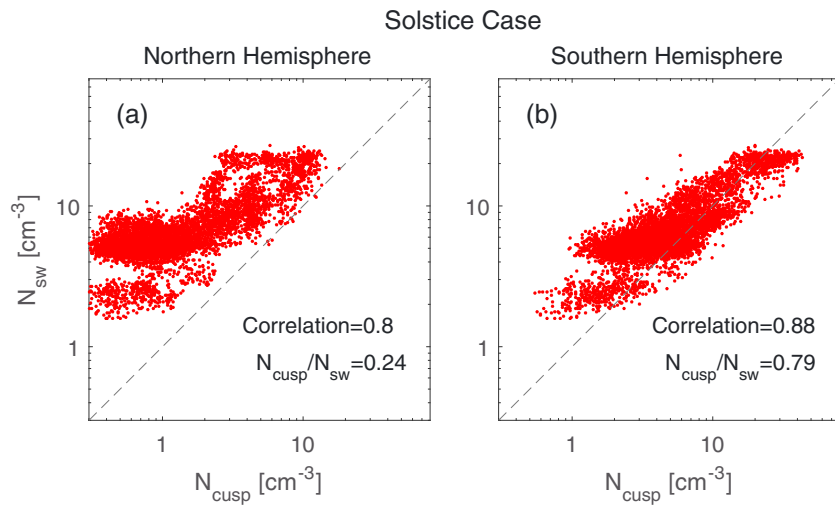 Solstice Case
Northern Hemisphere
Southern Hemisphere
(a)
(b)
10
1
N_sw [cm^-3]
Correlation=0.8
N_cusp/N_sw=0.24
1
10
N_cusp [cm^-3]
10
1
Correlation=0.88
N_cusp/N_sw=0.79
1
10
N_cusp [cm^-3]